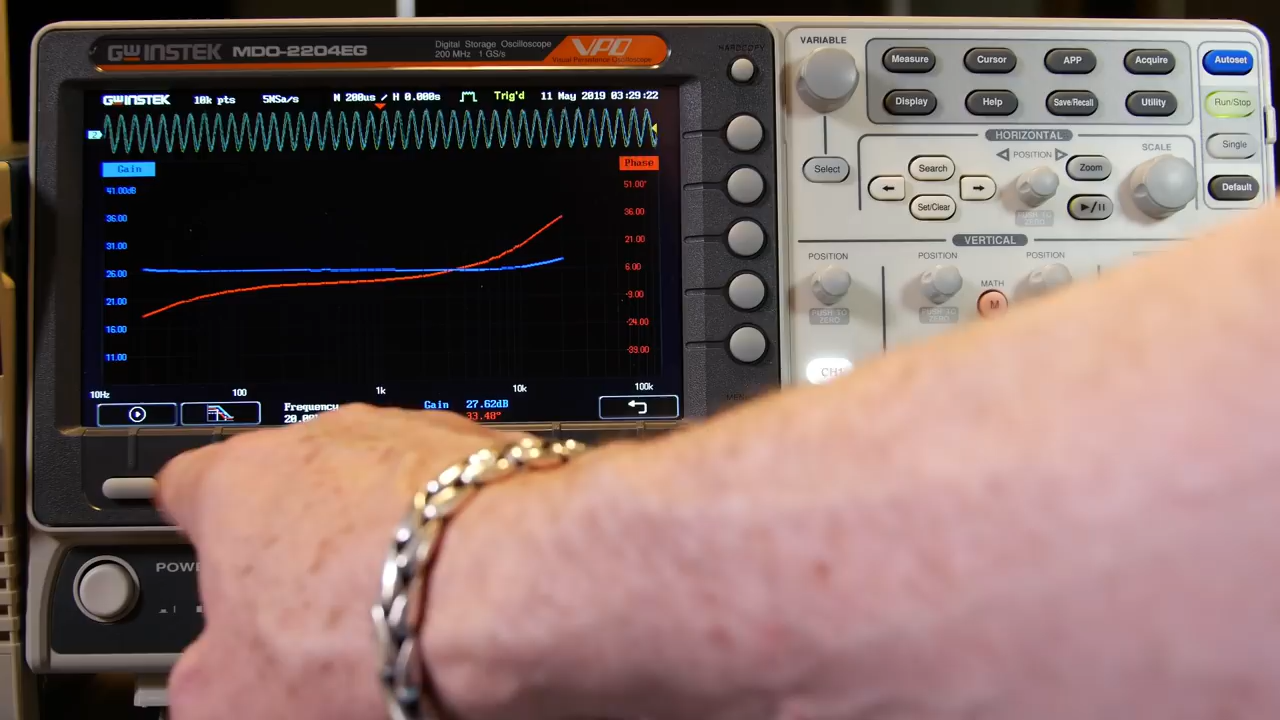 GW INSTEK MDO-2204EG Digital Storage Oscilloscope
200 MHz 1 GS/s
VPO
Visual Persistence Oscilloscope
HARDCOPY
GW INSTEK 10k pts 5MSa/s M 200us / H 0.000s Trig'd 11 May 2019 03:29:22
2
Gain Phase
41.00dB 51.00°
36.00 36.00
31.00 21.00
26.00 6.00
21.00 -9.00
16.00 -24.00
11.00 -39.00
10Hz 100 1k 10k 100k
Frequency Gain 27.62dB
33.48°
VARIABLE
Select
Measure Cursor APP Acquire
Display Help Save/Recall Utility
Autoset
Run/Stop
Single
Default
HORIZONTAL
POSITION
SCALE
Search Zoom
Set/Clear
PUSH TO
ZERO
VERTICAL
POSITION POSITION POSITION
MATH
M
PUSH TO
ZERO
PUSH TO
ZERO
CH1